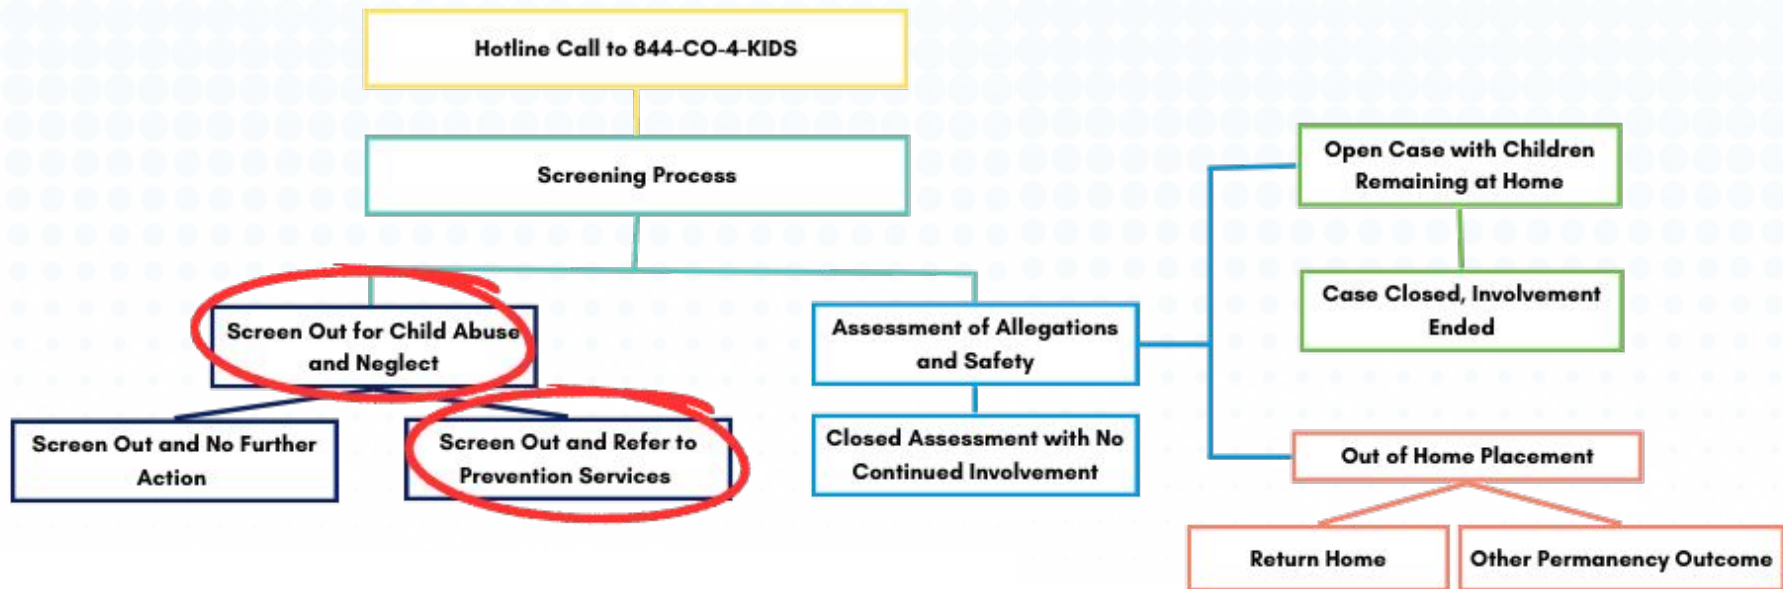 Hotline Call to 844-CO-4-KIDS
Screening Process
Screen Out for Child Abuse
and Neglect
Screen Out and No Further
Action
Screen Out and Refer to
Prevention Services
Assessment of Allegations
and Safety
Closed Assessment with No
Continued Involvement
Open Case with Children
Remaining at Home
Case Closed, Involvement
Ended
Out of Home Placement
Return Home
Other Permanency Outcome